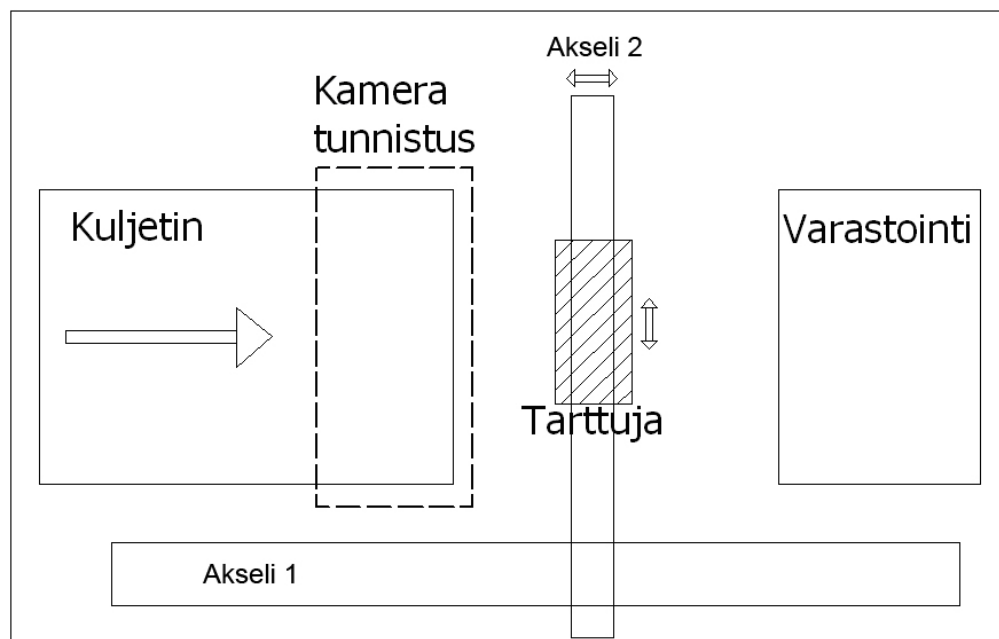 Akseli 2
Kamera
tunnistus
Kuljetin
Varastointi
Tarttuja
Akseli 1